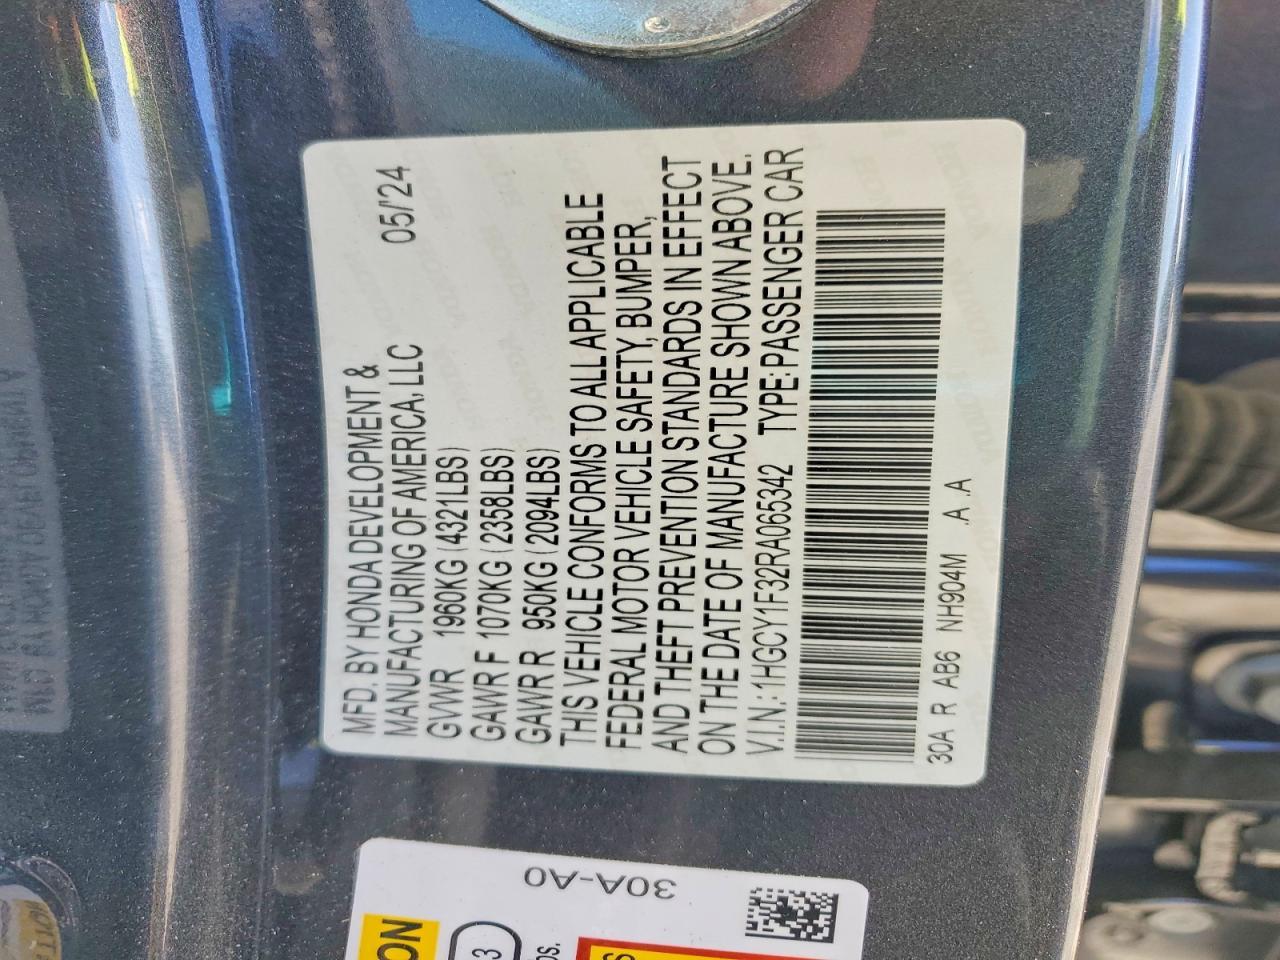 MFD. BY HONDA DEVELOPMENT &
MANUFACTURING OF AMERICA, LLC 05/'24
GVWR 1960KG (4321LBS)
GAWR F 1070KG (2358LBS)
GAWR R 950KG (2094LBS)
THIS VEHICLE CONFORMS TO ALL APPLICABLE
FEDERAL MOTOR VEHICLE SAFETY, BUMPER,
AND THEFT PREVENTION STANDARDS IN EFFECT
ON THE DATE OF MANUFACTURE SHOWN ABOVE.
V.I.N.: 1HGCY1F32RA065342 TYPE: PASSENGER CAR
30A R AB6 NH904M .A .A
30A-A0